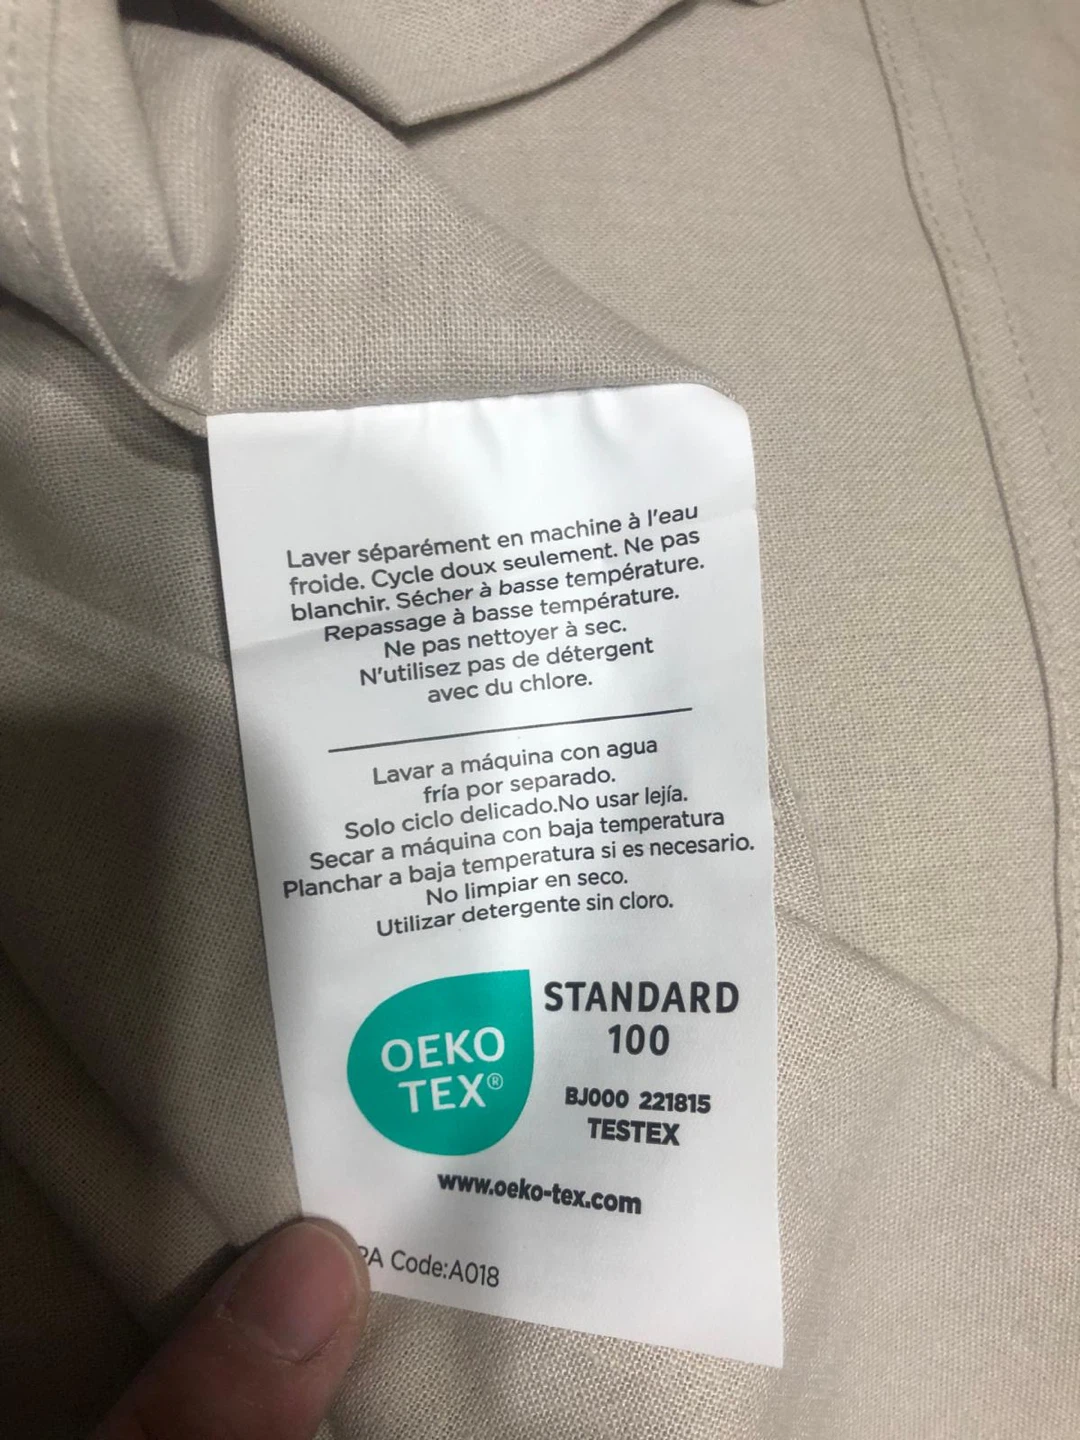 Laver séparément en machine à l'eau
froide. Cycle doux seulement. Ne pas
blanchir. Sécher à basse température.
Repassage à basse température.
Ne pas nettoyer à sec.
N'utilisez pas de détergent
avec du chlore.
Lavar a máquina con agua
fría por separado.
Solo ciclo delicado.No usar lejía.
Secar a máquina con baja temperatura
Planchar a baja temperatura si es necesario.
No limpiar en seco.
Utilizar detergente sin cloro.
OEKO
TEX®
STANDARD
100
BJ000 221815
TESTEX
www.oeko-tex.com
Code:A018